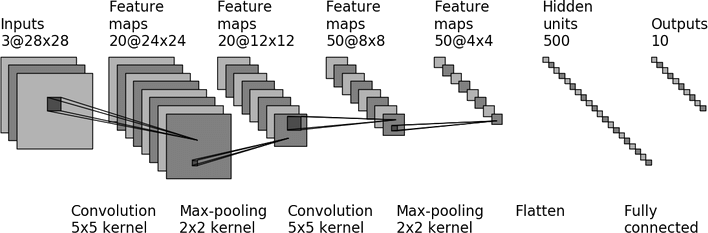 Inputs
3@28x28
Feature
maps
20@24x24
Feature
maps
20@12x12
Feature
maps
50@8x8
Feature
maps
50@4x4
Hidden
units
500
Outputs
10
Convolution
5x5 kernel
Max-pooling
2x2 kernel
Convolution
5x5 kernel
Max-pooling
2x2 kernel
Flatten
Fully
connected